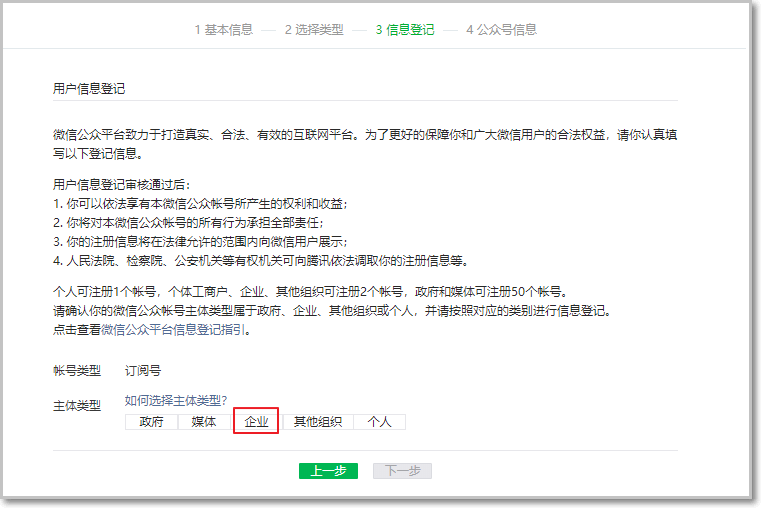 1 基本信息 — 2 选择类型 — 3 信息登记 — 4 公众号信息
用户信息登记
微信公众平台致力于打造真实、合法、有效的互联网平台。为了更好的保障你和广大微信用户的合法权益，请你认真填
写以下登记信息。
用户信息登记审核通过后：
1. 你可以依法享有本微信公众帐号所产生的权利和收益；
2. 你将对本微信公众帐号的所有行为承担全部责任；
3. 你的注册信息将在法律允许的范围内向微信用户展示；
4. 人民法院、检察院、公安机关等有权机关可向腾讯依法调取你的注册信息等。
个人可注册1个帐号，个体工商户、企业、其他组织可注册2个帐号，政府和媒体可注册50个帐号。
请确认你的微信公众帐号主体类型属于政府、企业、其他组织或个人，并请按照对应的类别进行信息登记。
点击查看微信公众平台信息登记指引。
帐号类型 订阅号
如何选择主体类型?
主体类型
政府 媒体 企业 其他组织 个人
上一步 下一步